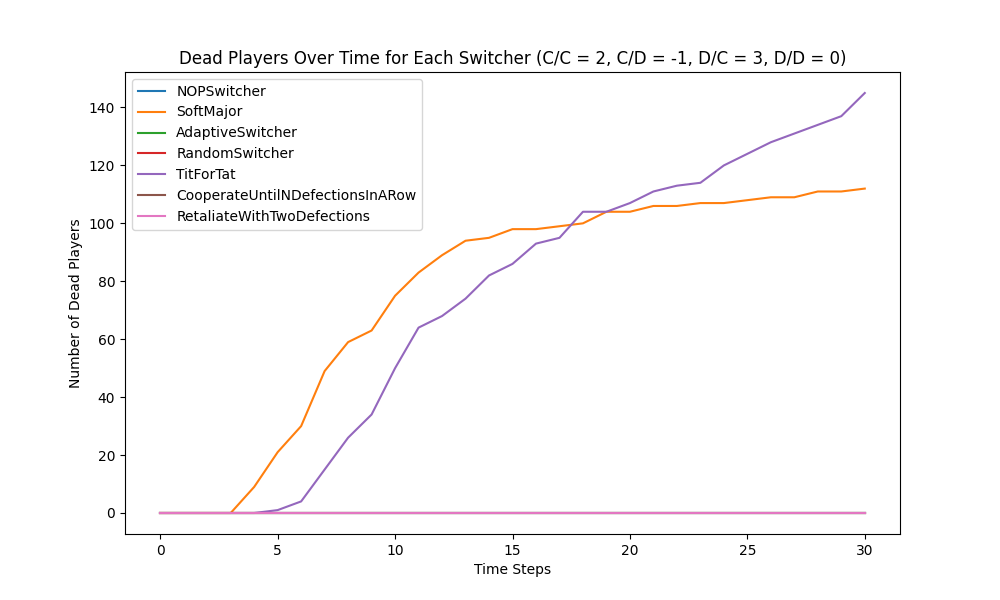 Dead Players Over Time for Each Switcher (C/C = 2, C/D = -1, D/C = 3, D/D = 0)
NOPSwitcher
SoftMajor
AdaptiveSwitcher
RandomSwitcher
TitForTat
CooperateUntilNDefectionsInARow
RetaliateWithTwoDefections
Number of Dead Players
140
120
100
80
60
40
20
0
0 5 10 15 20 25 30
Time Steps